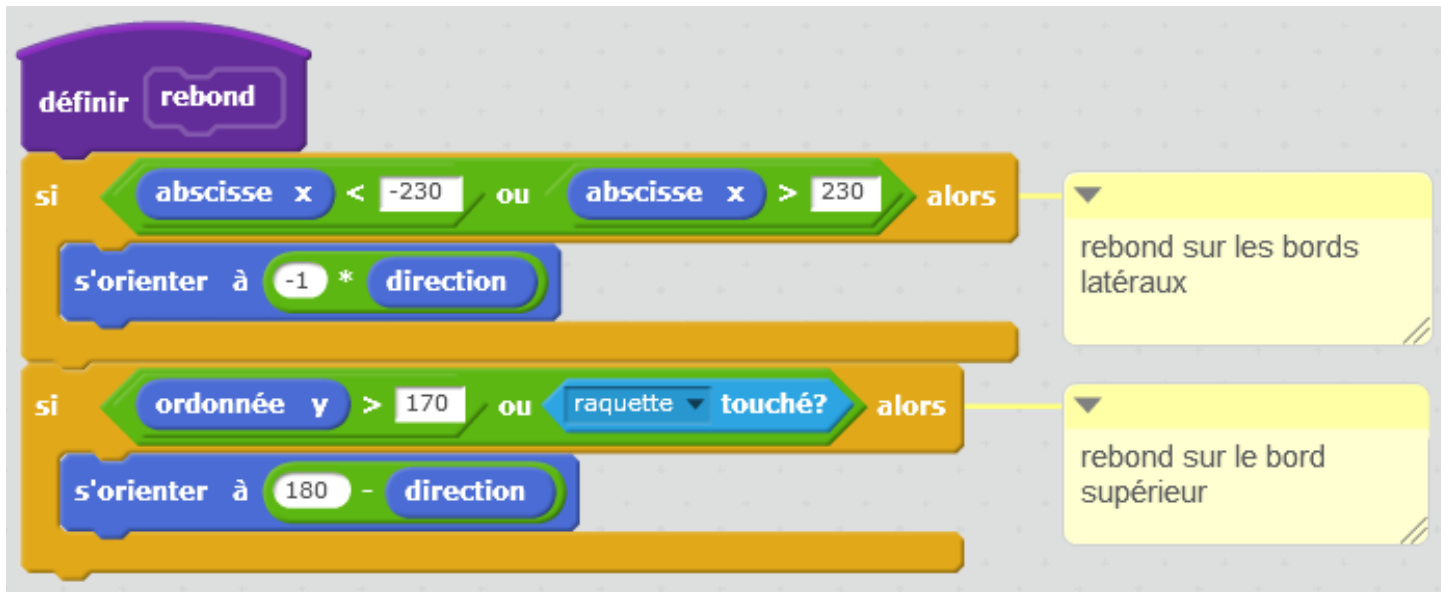 définir rebond
si abscisse x < -230 ou abscisse x > 230 alors
rebond sur les bords
latéraux
s'orienter à -1 * direction
si ordonnée y > 170 ou raquette touché? alors
rebond sur le bord
supérieur
s'orienter à 180 - direction